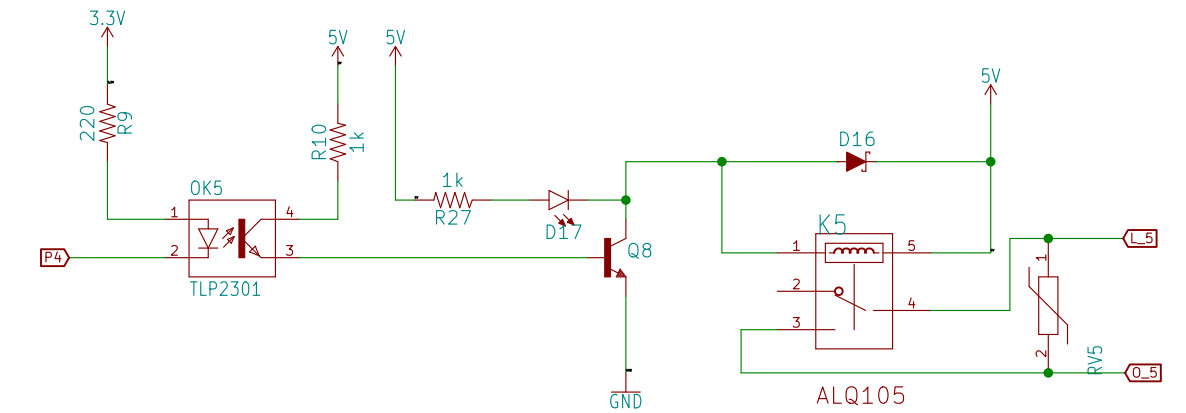 3.3V
5V
5V
5V
220
R9
R10
1k
D16
OK5
1k
R27
D17
1
4
2
3
P4
TLP2301
Q8
K5
1
5
2
4
3
L_5
1
2
RV5
O_5
GND
ALQ105